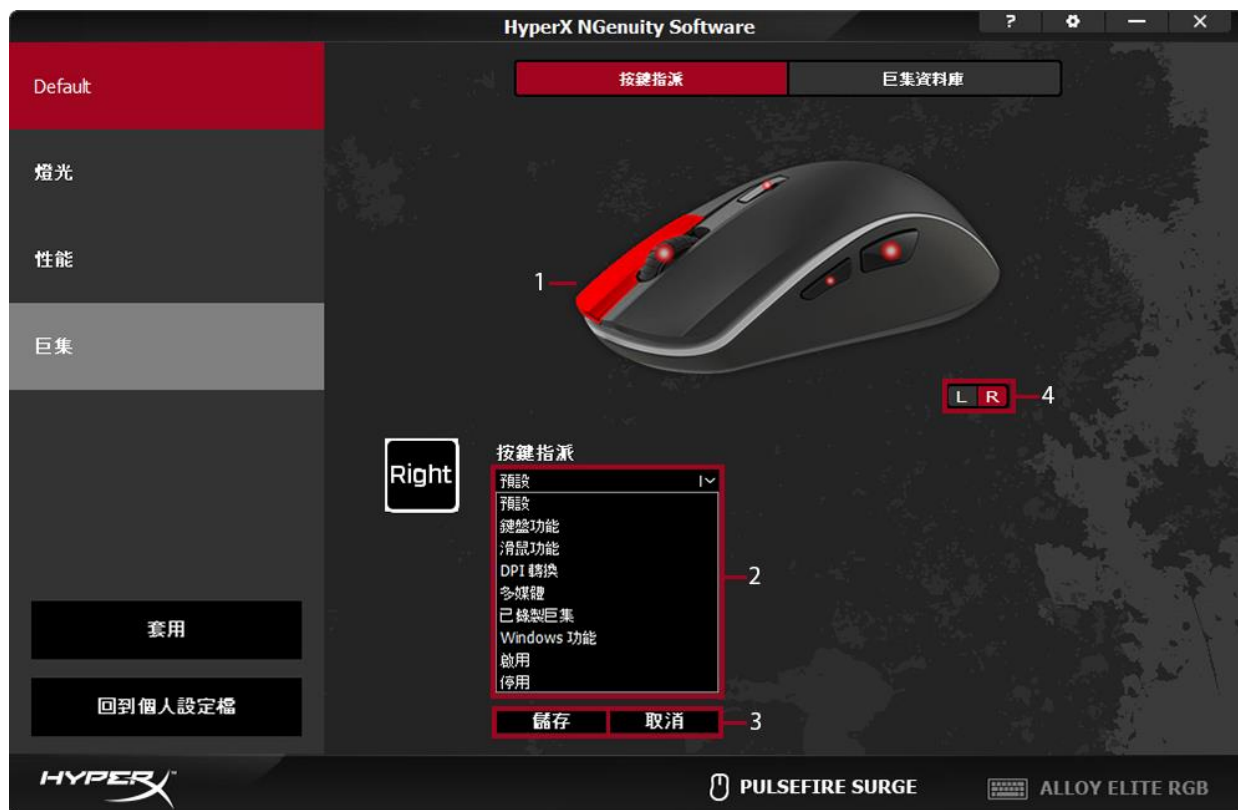 HyperX NGenuity Software
?
Default
按鍵指派
巨集資料庫
燈光
性能
巨集
1
L R
4
Right
按鍵指派
預設
預設
鍵盤功能
滑鼠功能
DPI 轉換
多媒體
已錄製巨集
Windows 功能
啟用
停用
2
儲存
取消
3
套用
回到個人設定檔
HYPERX
PULSEFIRE SURGE
ALLOY ELITE RGB